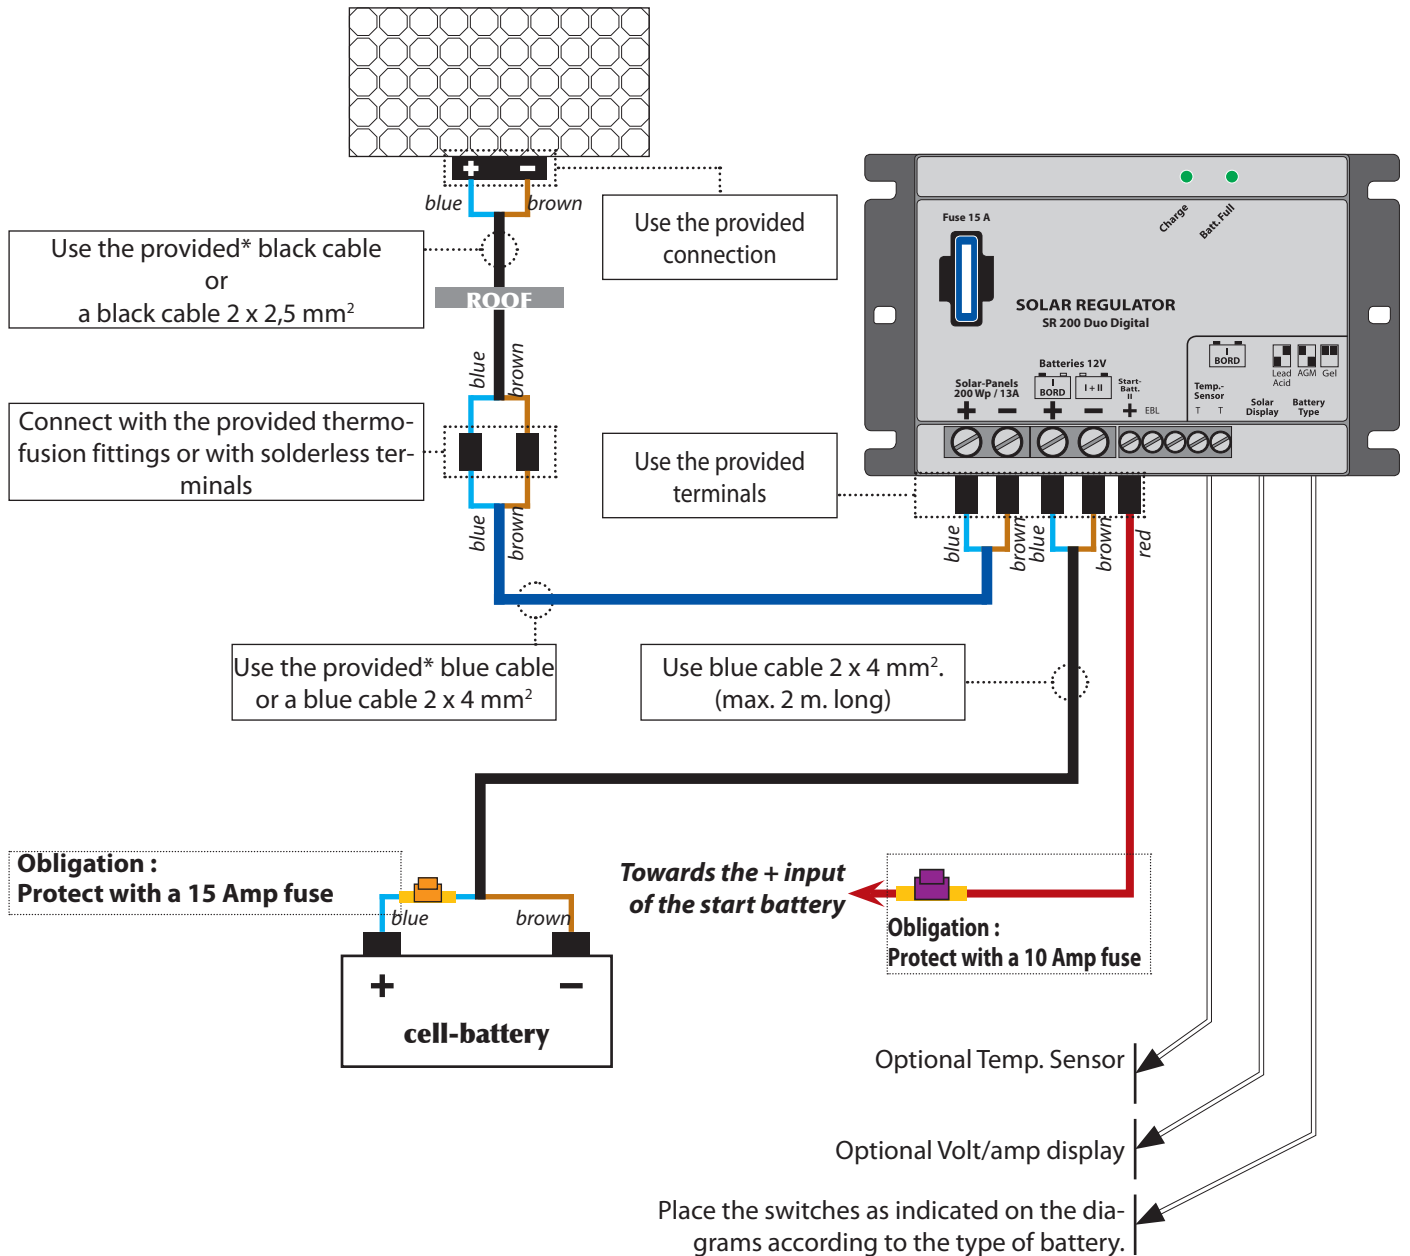 + −
blue brown
Use the provided* black cable
or
a black cable 2 x 2,5 mm²
Use the provided
connection
ROOF
blue
brown
Connect with the provided thermo-
fusion fittings or with solderless ter-
minals
blue
brown
Use the provided
terminals
Charge
Batt. Full
Fuse 15 A
SOLAR REGULATOR
SR 200 Duo Digital
Batteries 12V
Solar-Panels
200 Wp / 13A
I
BORD
I + II
Start-
Batt.
II
+ − + − + EBL
I
BORD
Lead
Acid
AGM
Gel
Temp.-
Sensor
T T
Solar
Display
Battery
Type
blue
brown
blue
brown
red
Use the provided* blue cable
or a blue cable 2 x 4 mm²
Use blue cable 2 x 4 mm².
(max. 2 m. long)
Obligation :
Protect with a 15 Amp fuse
blue brown
+ −
cell-battery
Towards the + input
of the start battery
Obligation :
Protect with a 10 Amp fuse
Optional Temp. Sensor
Optional Volt/amp display
Place the switches as indicated on the dia-
grams according to the type of battery.